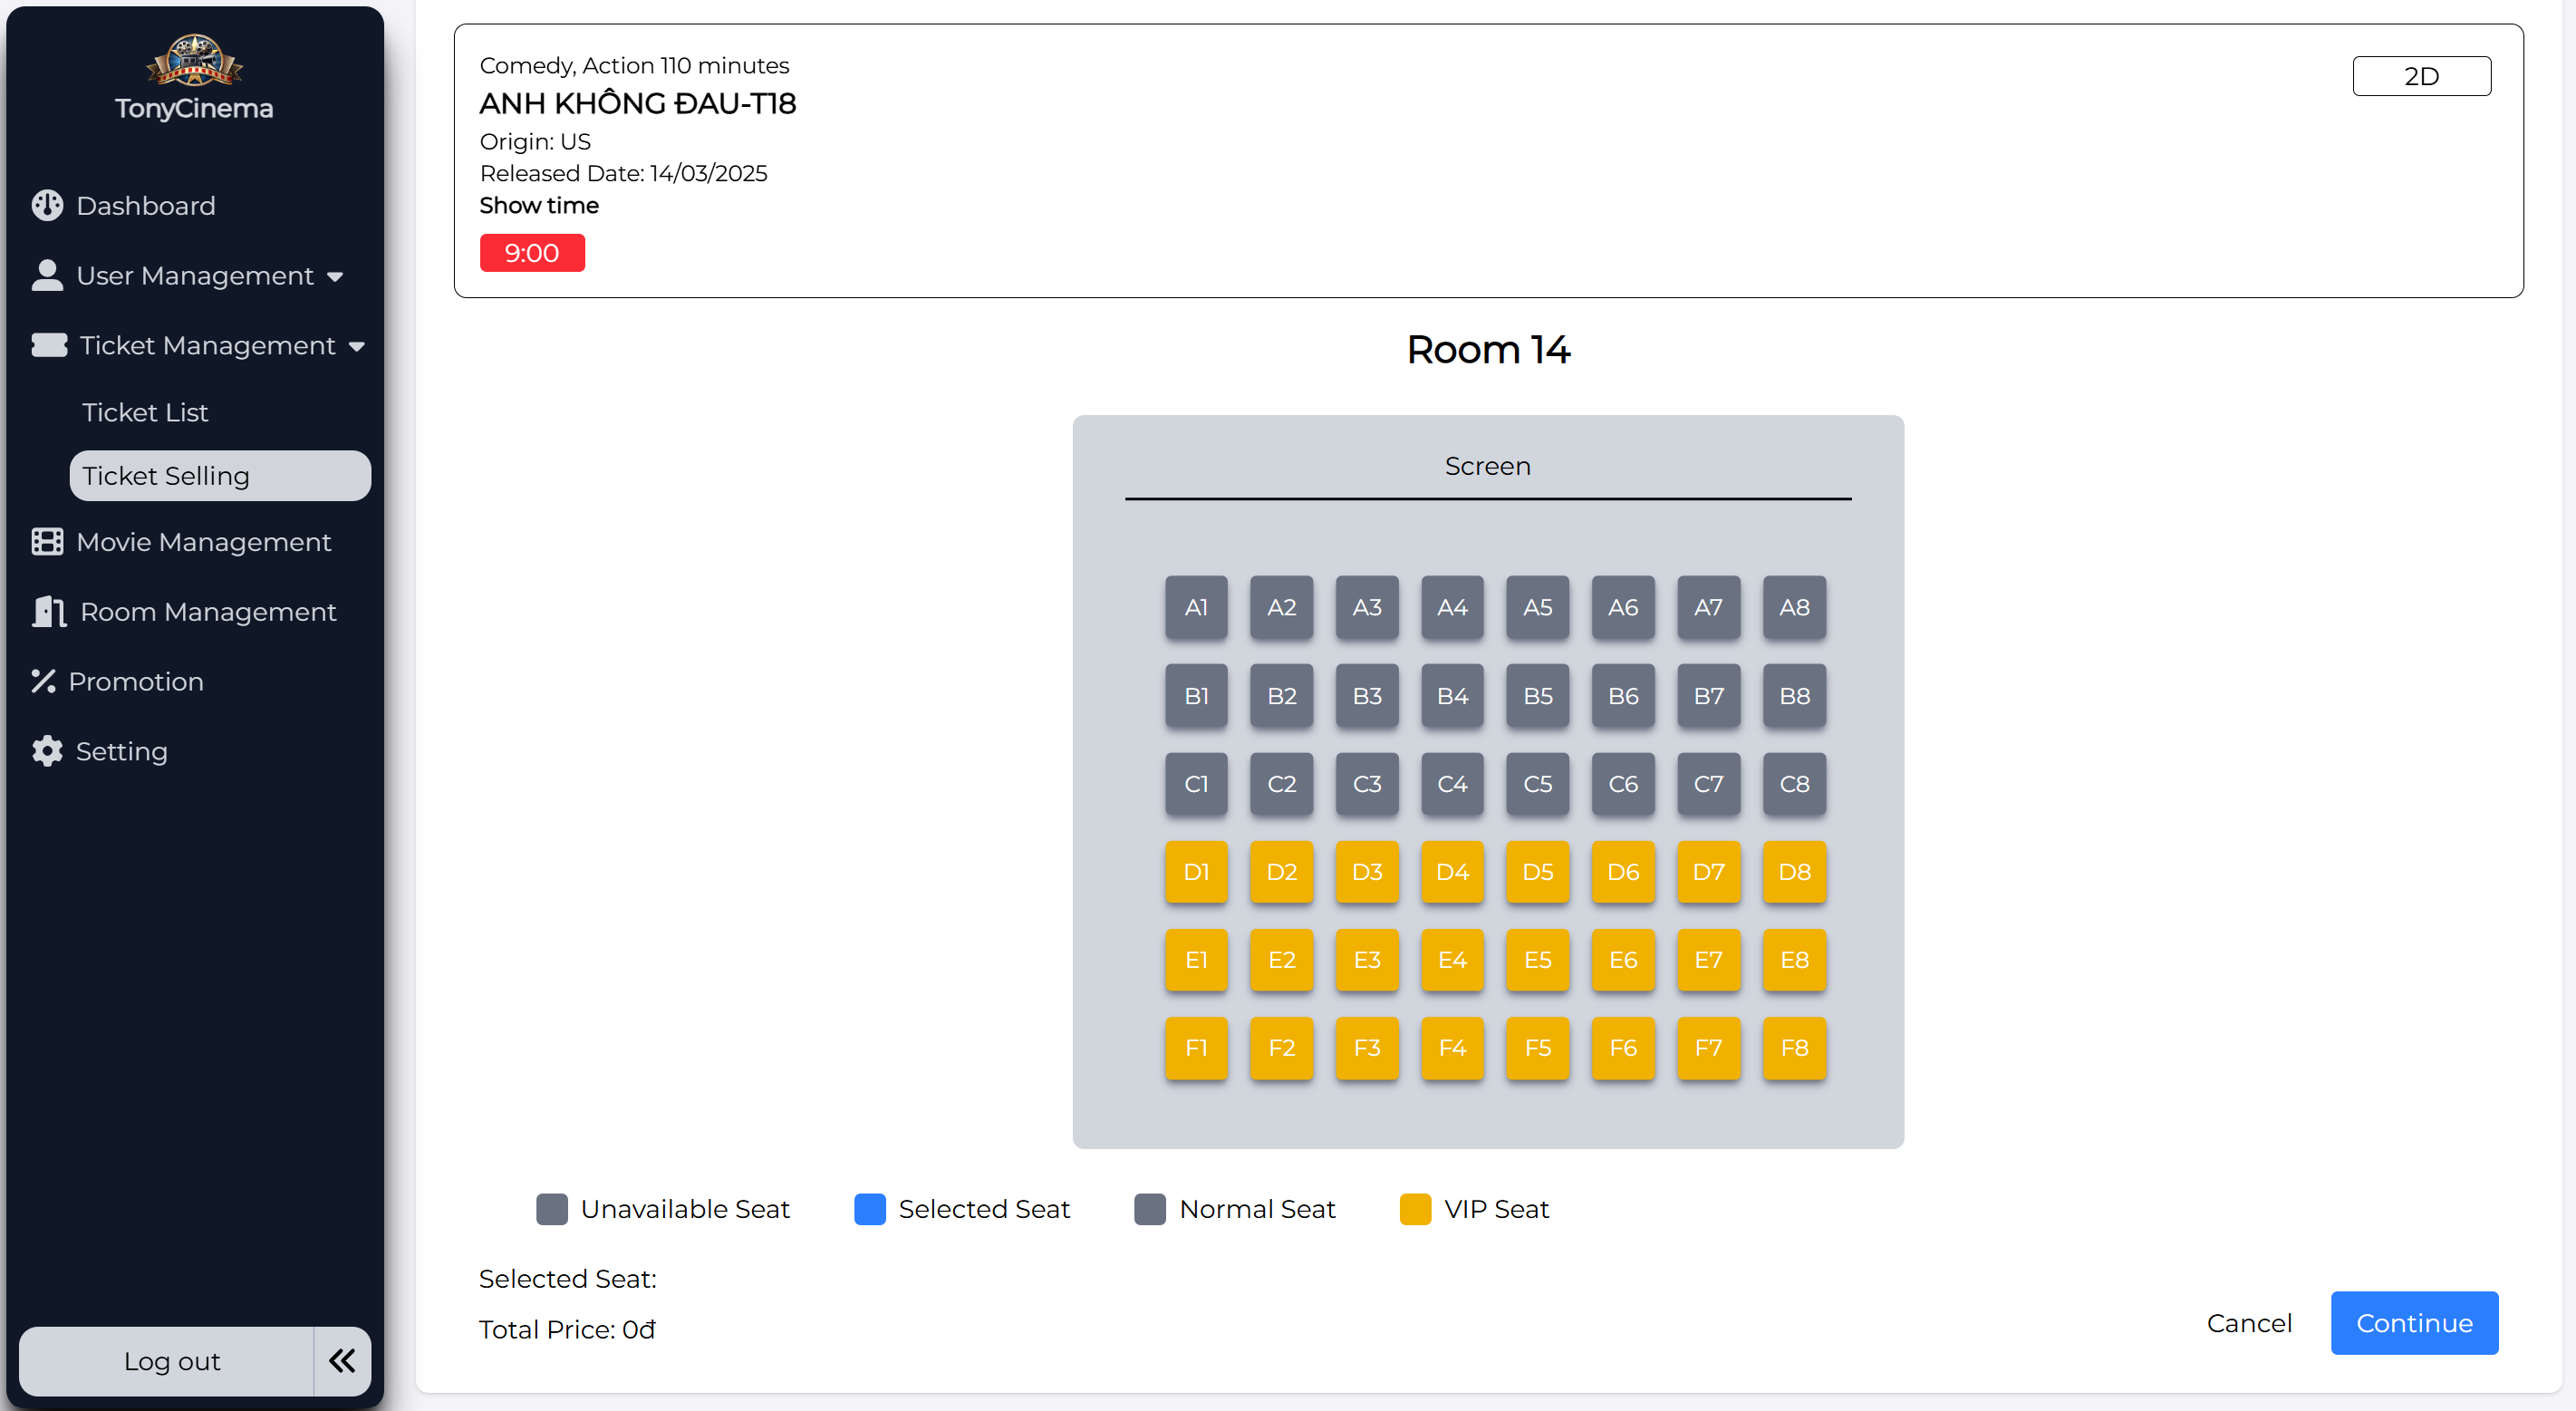 TonyCinema
Dashboard
User Management
Ticket Management
Ticket List
Ticket Selling
Movie Management
Room Management
Promotion
Setting
Log out
Comedy, Action 110 minutes
2D
ANH KHÔNG ĐAU-T18
Origin: US
Released Date: 14/03/2025
Show time
9:00
Room 14
Screen
A1 A2 A3 A4 A5 A6 A7 A8
B1 B2 B3 B4 B5 B6 B7 B8
C1 C2 C3 C4 C5 C6 C7 C8
D1 D2 D3 D4 D5 D6 D7 D8
E1 E2 E3 E4 E5 E6 E7 E8
F1 F2 F3 F4 F5 F6 F7 F8
Unavailable Seat Selected Seat Normal Seat VIP Seat
Selected Seat:
Total Price: 0đ
Cancel Continue